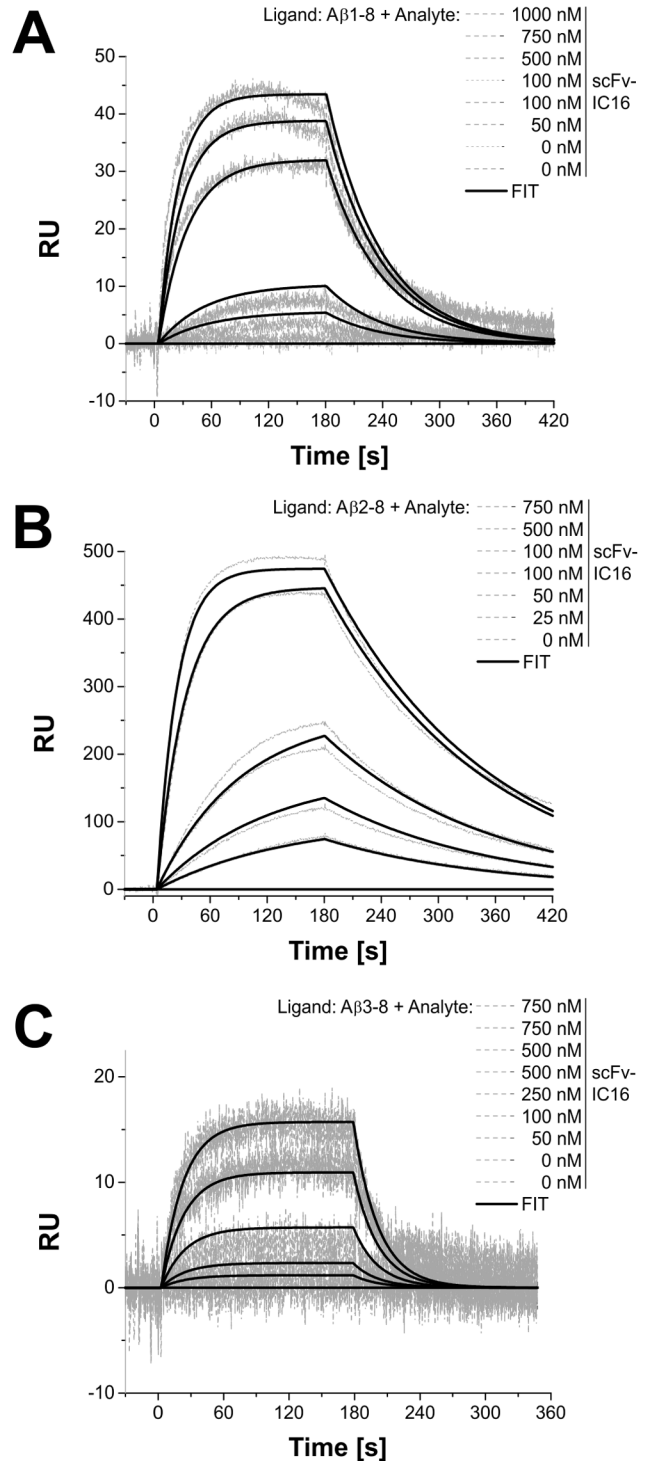 A
Ligand: Aβ1-8 + Analyte:
1000 nM
750 nM
500 nM
100 nM
100 nM
50 nM
0 nM
0 nM
scFv-
IC16
FIT
50
40
30
20
10
0
-10
RU
0 60 120 180 240 300 360 420
Time [s]
B
Ligand: Aβ2-8 + Analyte:
750 nM
500 nM
100 nM
100 nM
50 nM
25 nM
0 nM
scFv-
IC16
FIT
500
400
300
200
100
0
RU
0 60 120 180 240 300 360 420
Time [s]
C
Ligand: Aβ3-8 + Analyte:
750 nM
750 nM
500 nM
500 nM
250 nM
100 nM
50 nM
0 nM
0 nM
scFv-
IC16
FIT
20
10
0
-10
RU
0 60 120 180 240 300 360
Time [s]